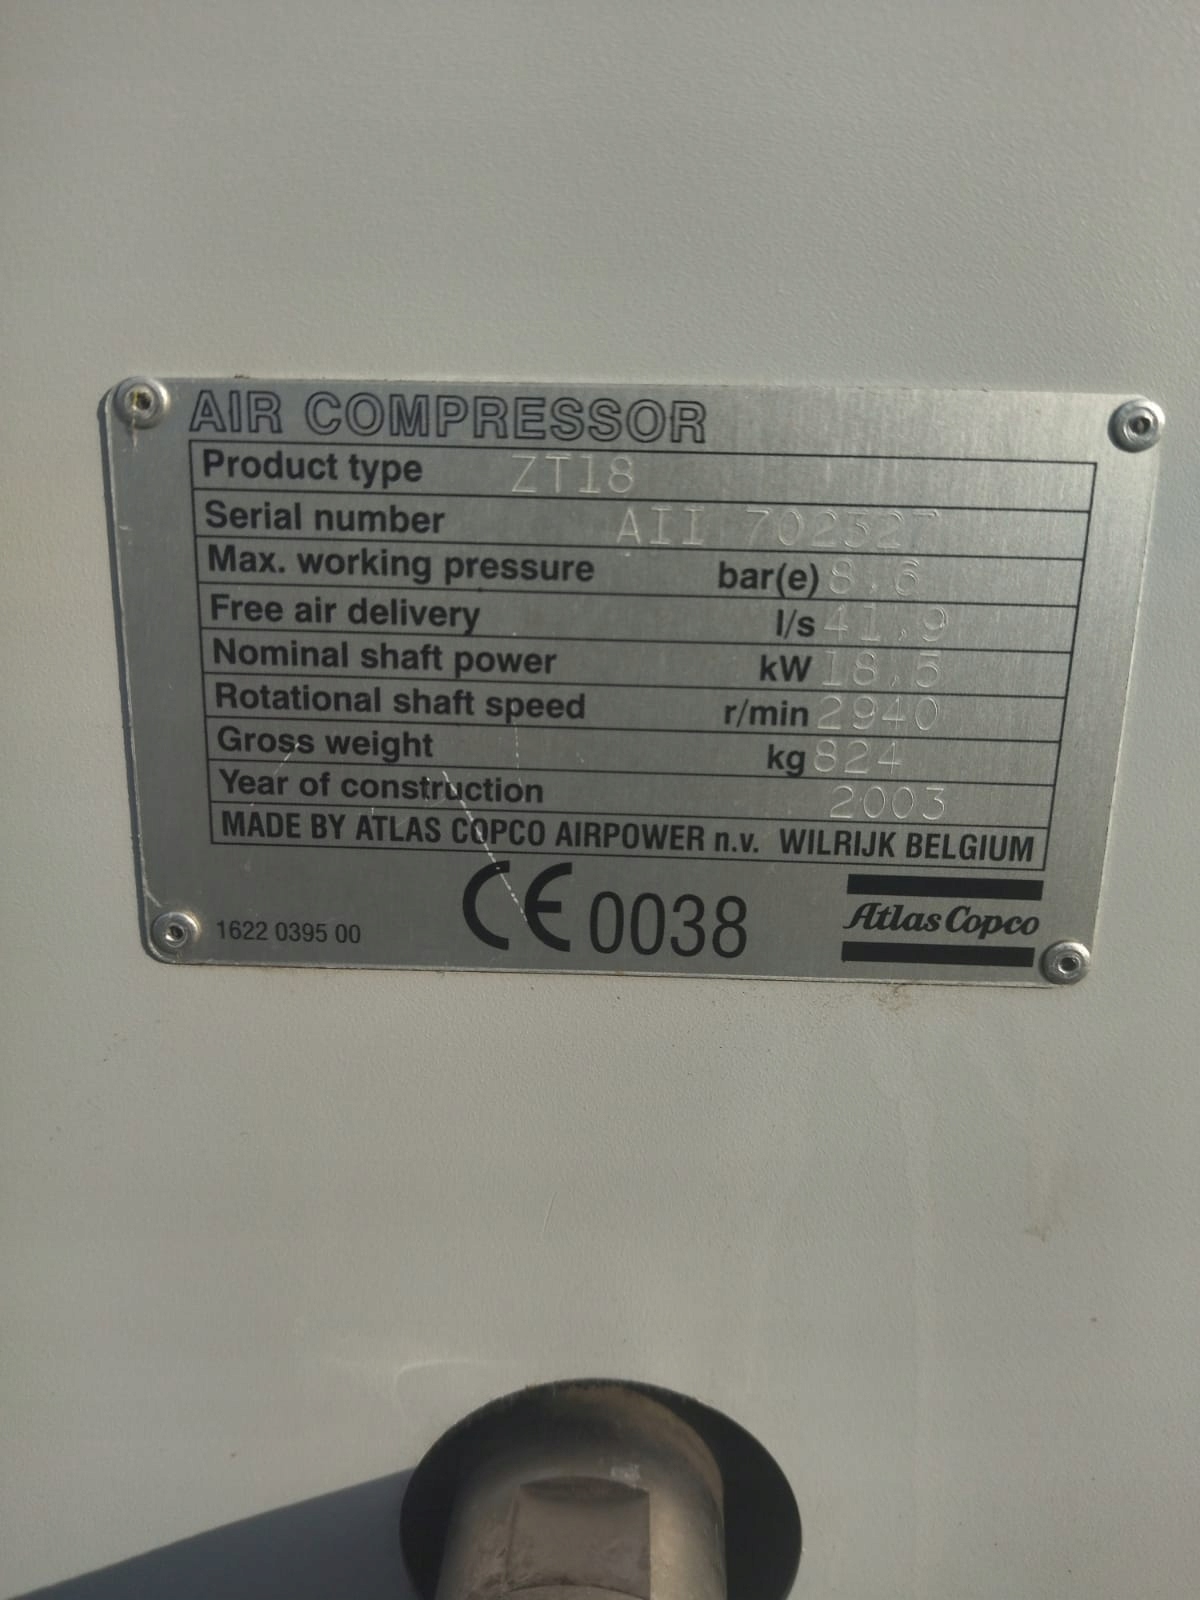 AIR COMPRESSOR
Product type ZT18
Serial number AII 702327
Max. working pressure bar(e) 8.6
Free air delivery l/s 41.9
Nominal shaft power kW 18.5
Rotational shaft speed r/min 2940
Gross weight kg 824
Year of construction 2003
MADE BY ATLAS COPCO AIRPOWER n.v. WILRIJK BELGIUM
1622 0395 00
CE 0038
Atlas Copco